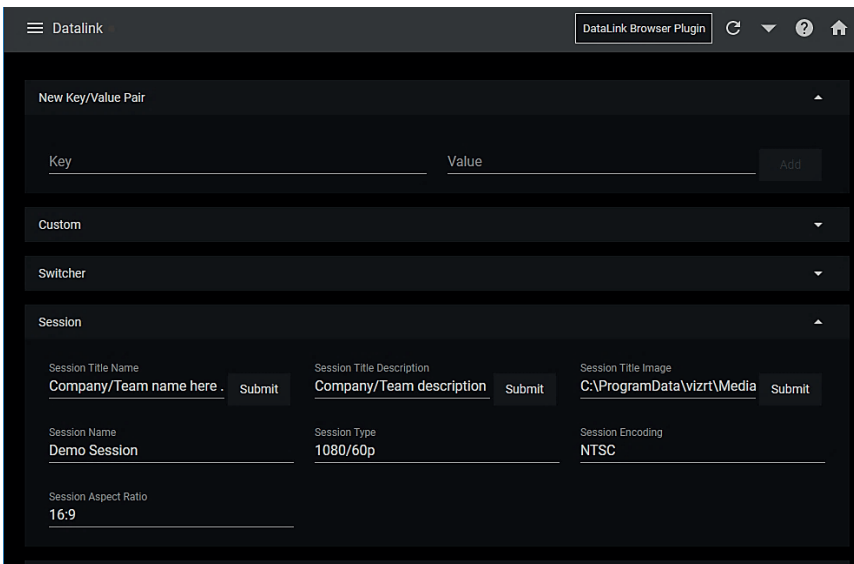 Datalink
DataLink Browser Plugin
New Key/Value Pair
Key Value Add
Custom
Switcher
Session
Session Title Name Session Title Description Session Title Image
Company/Team name here . Submit Company/Team description Submit C:\ProgramData\vizrt\Media Submit
Session Name Session Type Session Encoding
Demo Session 1080/60p NTSC
Session Aspect Ratio
16:9